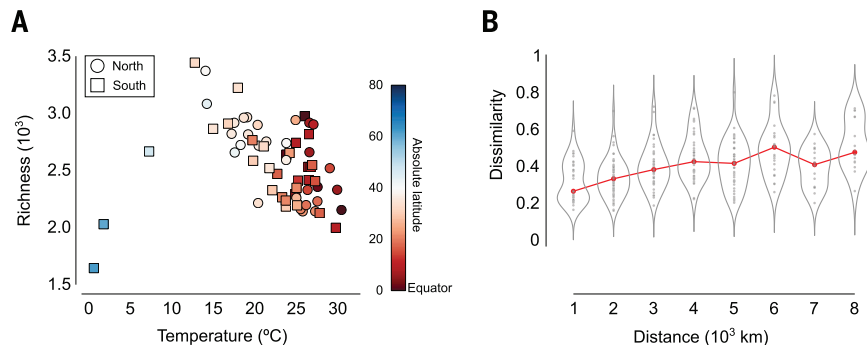 A
Richness (10³)
3.5
3.0
2.5
2.0
1.5
North
South
0 5 10 15 20 25 30
Temperature (ºC)
80
60
40
20
0
Equator
Absolute latitude
B
Dissimilarity
1
0.8
0.6
0.4
0.2
0
1 2 3 4 5 6 7 8
Distance (10³ km)